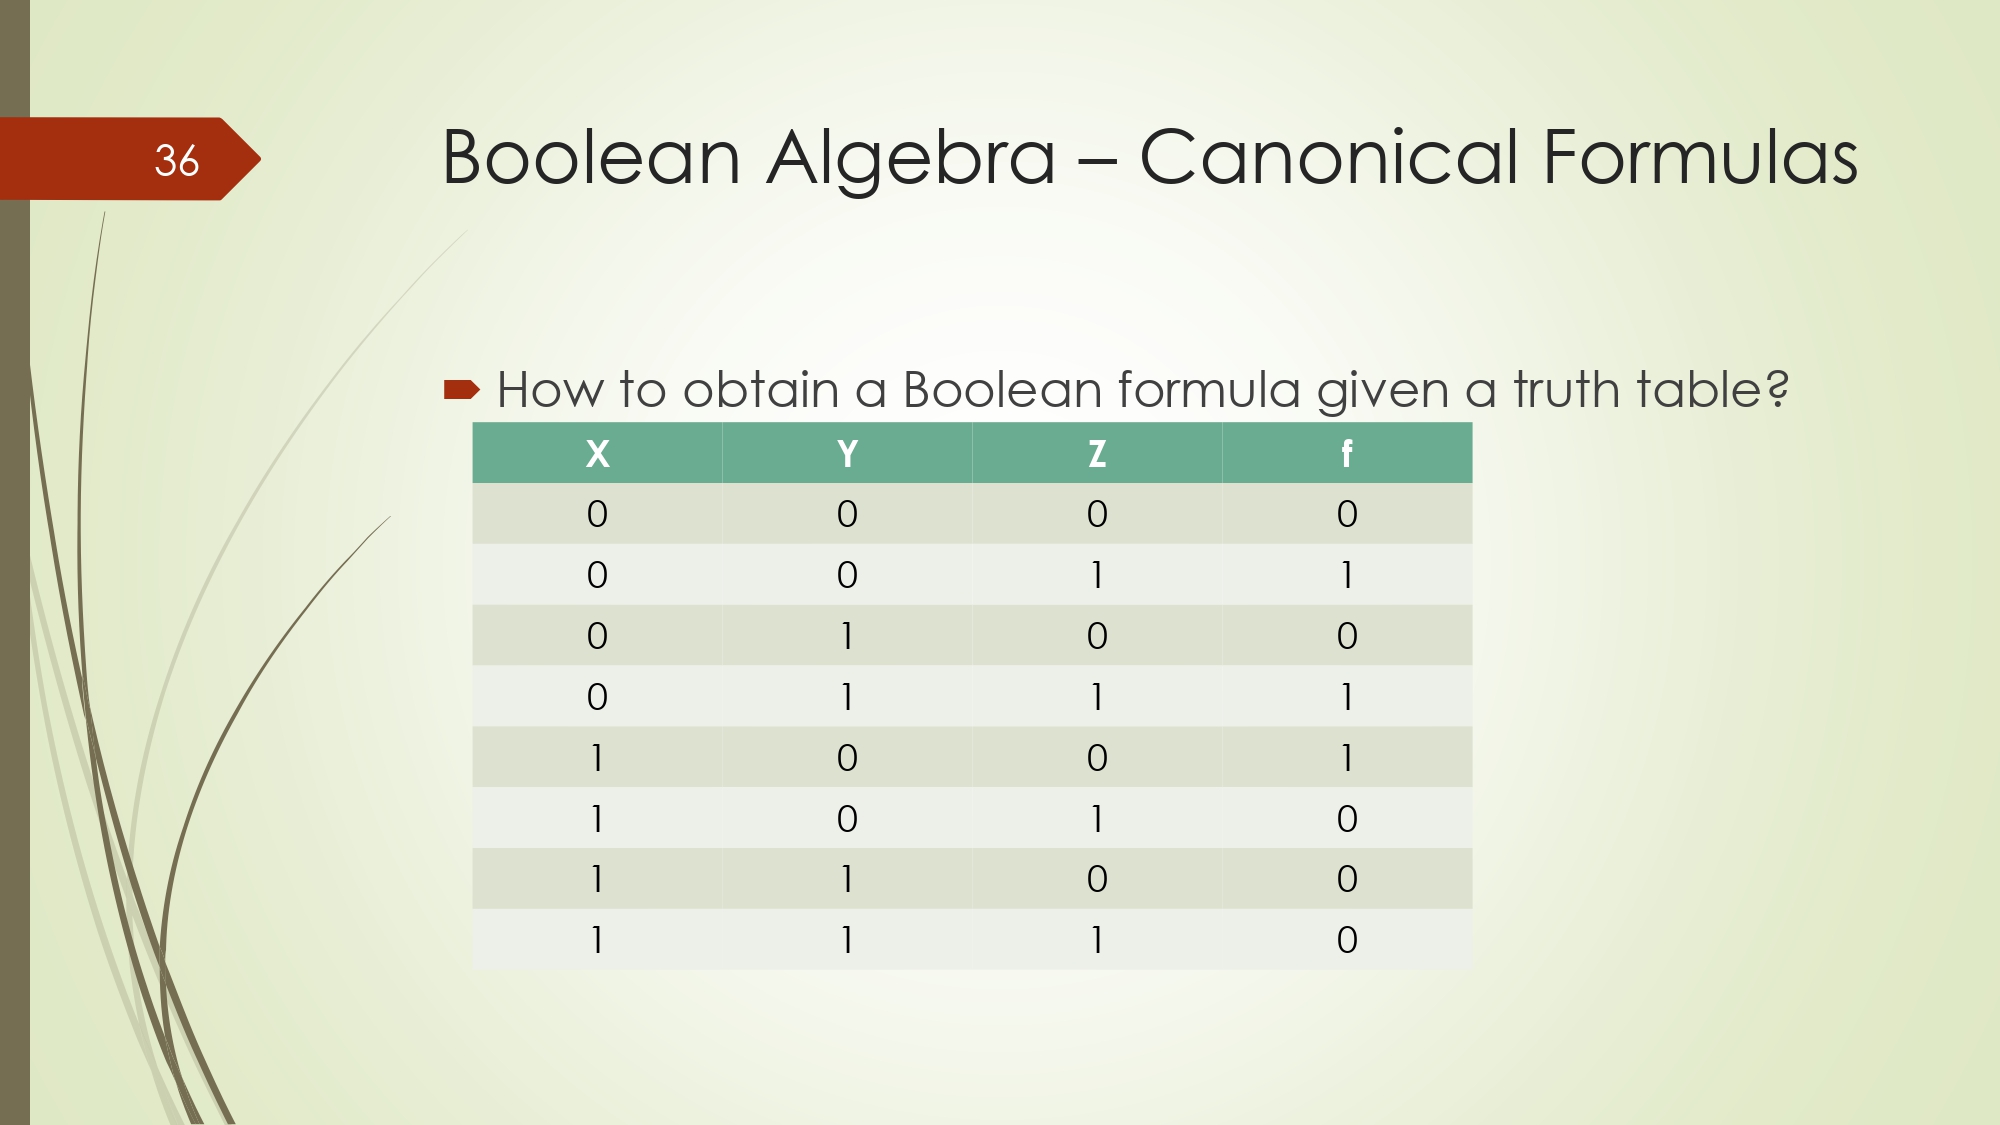 36
Boolean Algebra – Canonical Formulas
How to obtain a Boolean formula given a truth table?
X Y Z f
0 0 0 0
0 0 1 1
0 1 0 0
0 1 1 1
1 0 0 1
1 0 1 0
1 1 0 0
1 1 1 0